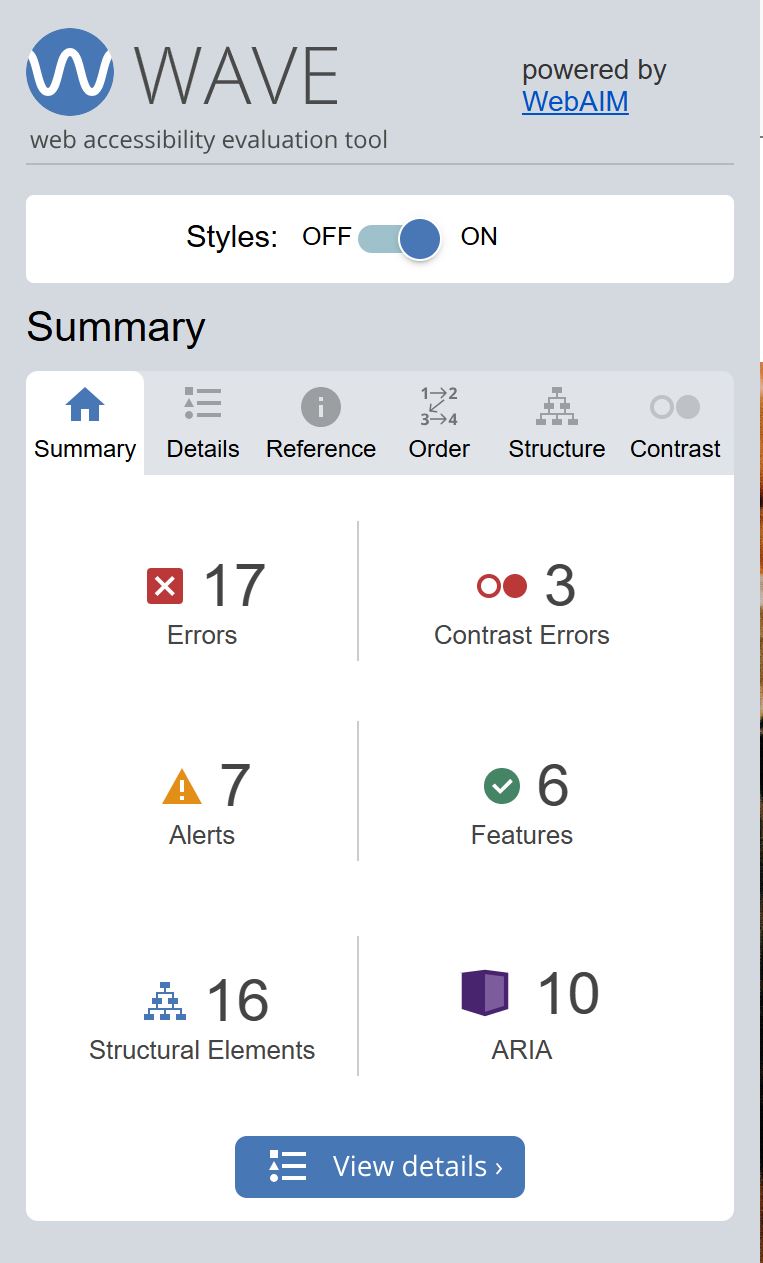 WAVE
powered by
WebAIM
web accessibility evaluation tool
Styles: OFF ON
Summary
1→2
3→4
Summary Details Reference Order Structure Contrast
17 3
Errors Contrast Errors
7 6
Alerts Features
16 10
Structural Elements ARIA
View details ›